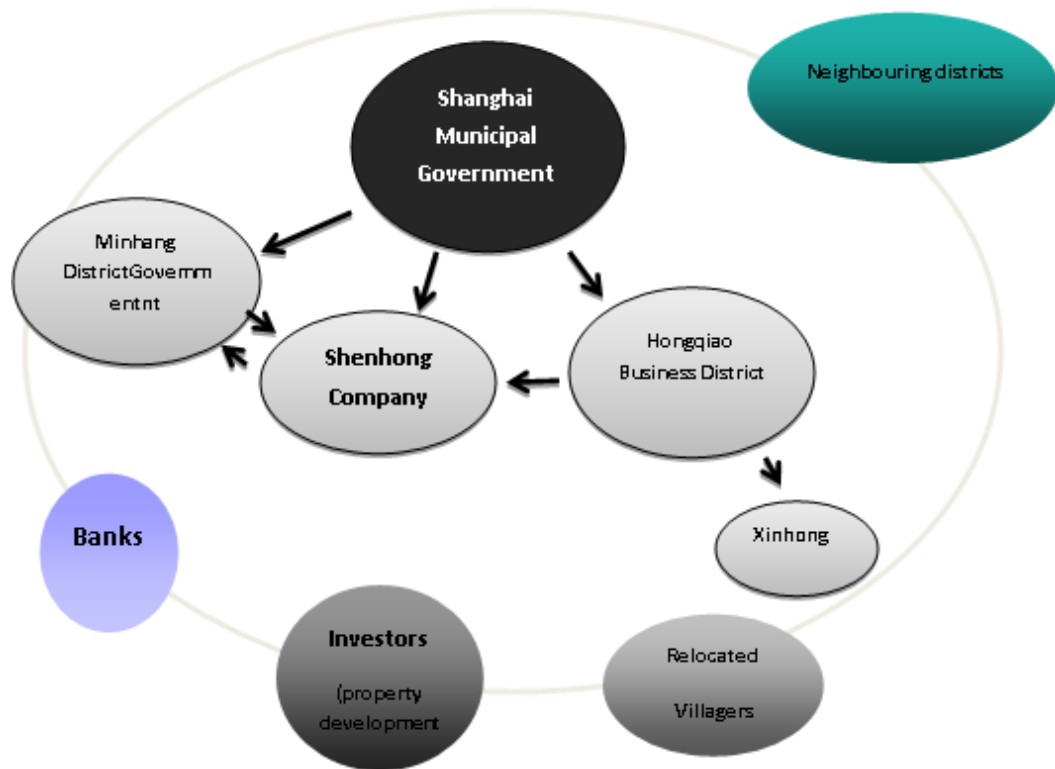 Neighbouring districts
Shanghai
Municipal
Government
Minhang
DistrictGovernm
entnt
Shenhong
Company
Hongqiao
Business District
Xinhong
Banks
Investors
(property
development
Relocated
Villagers